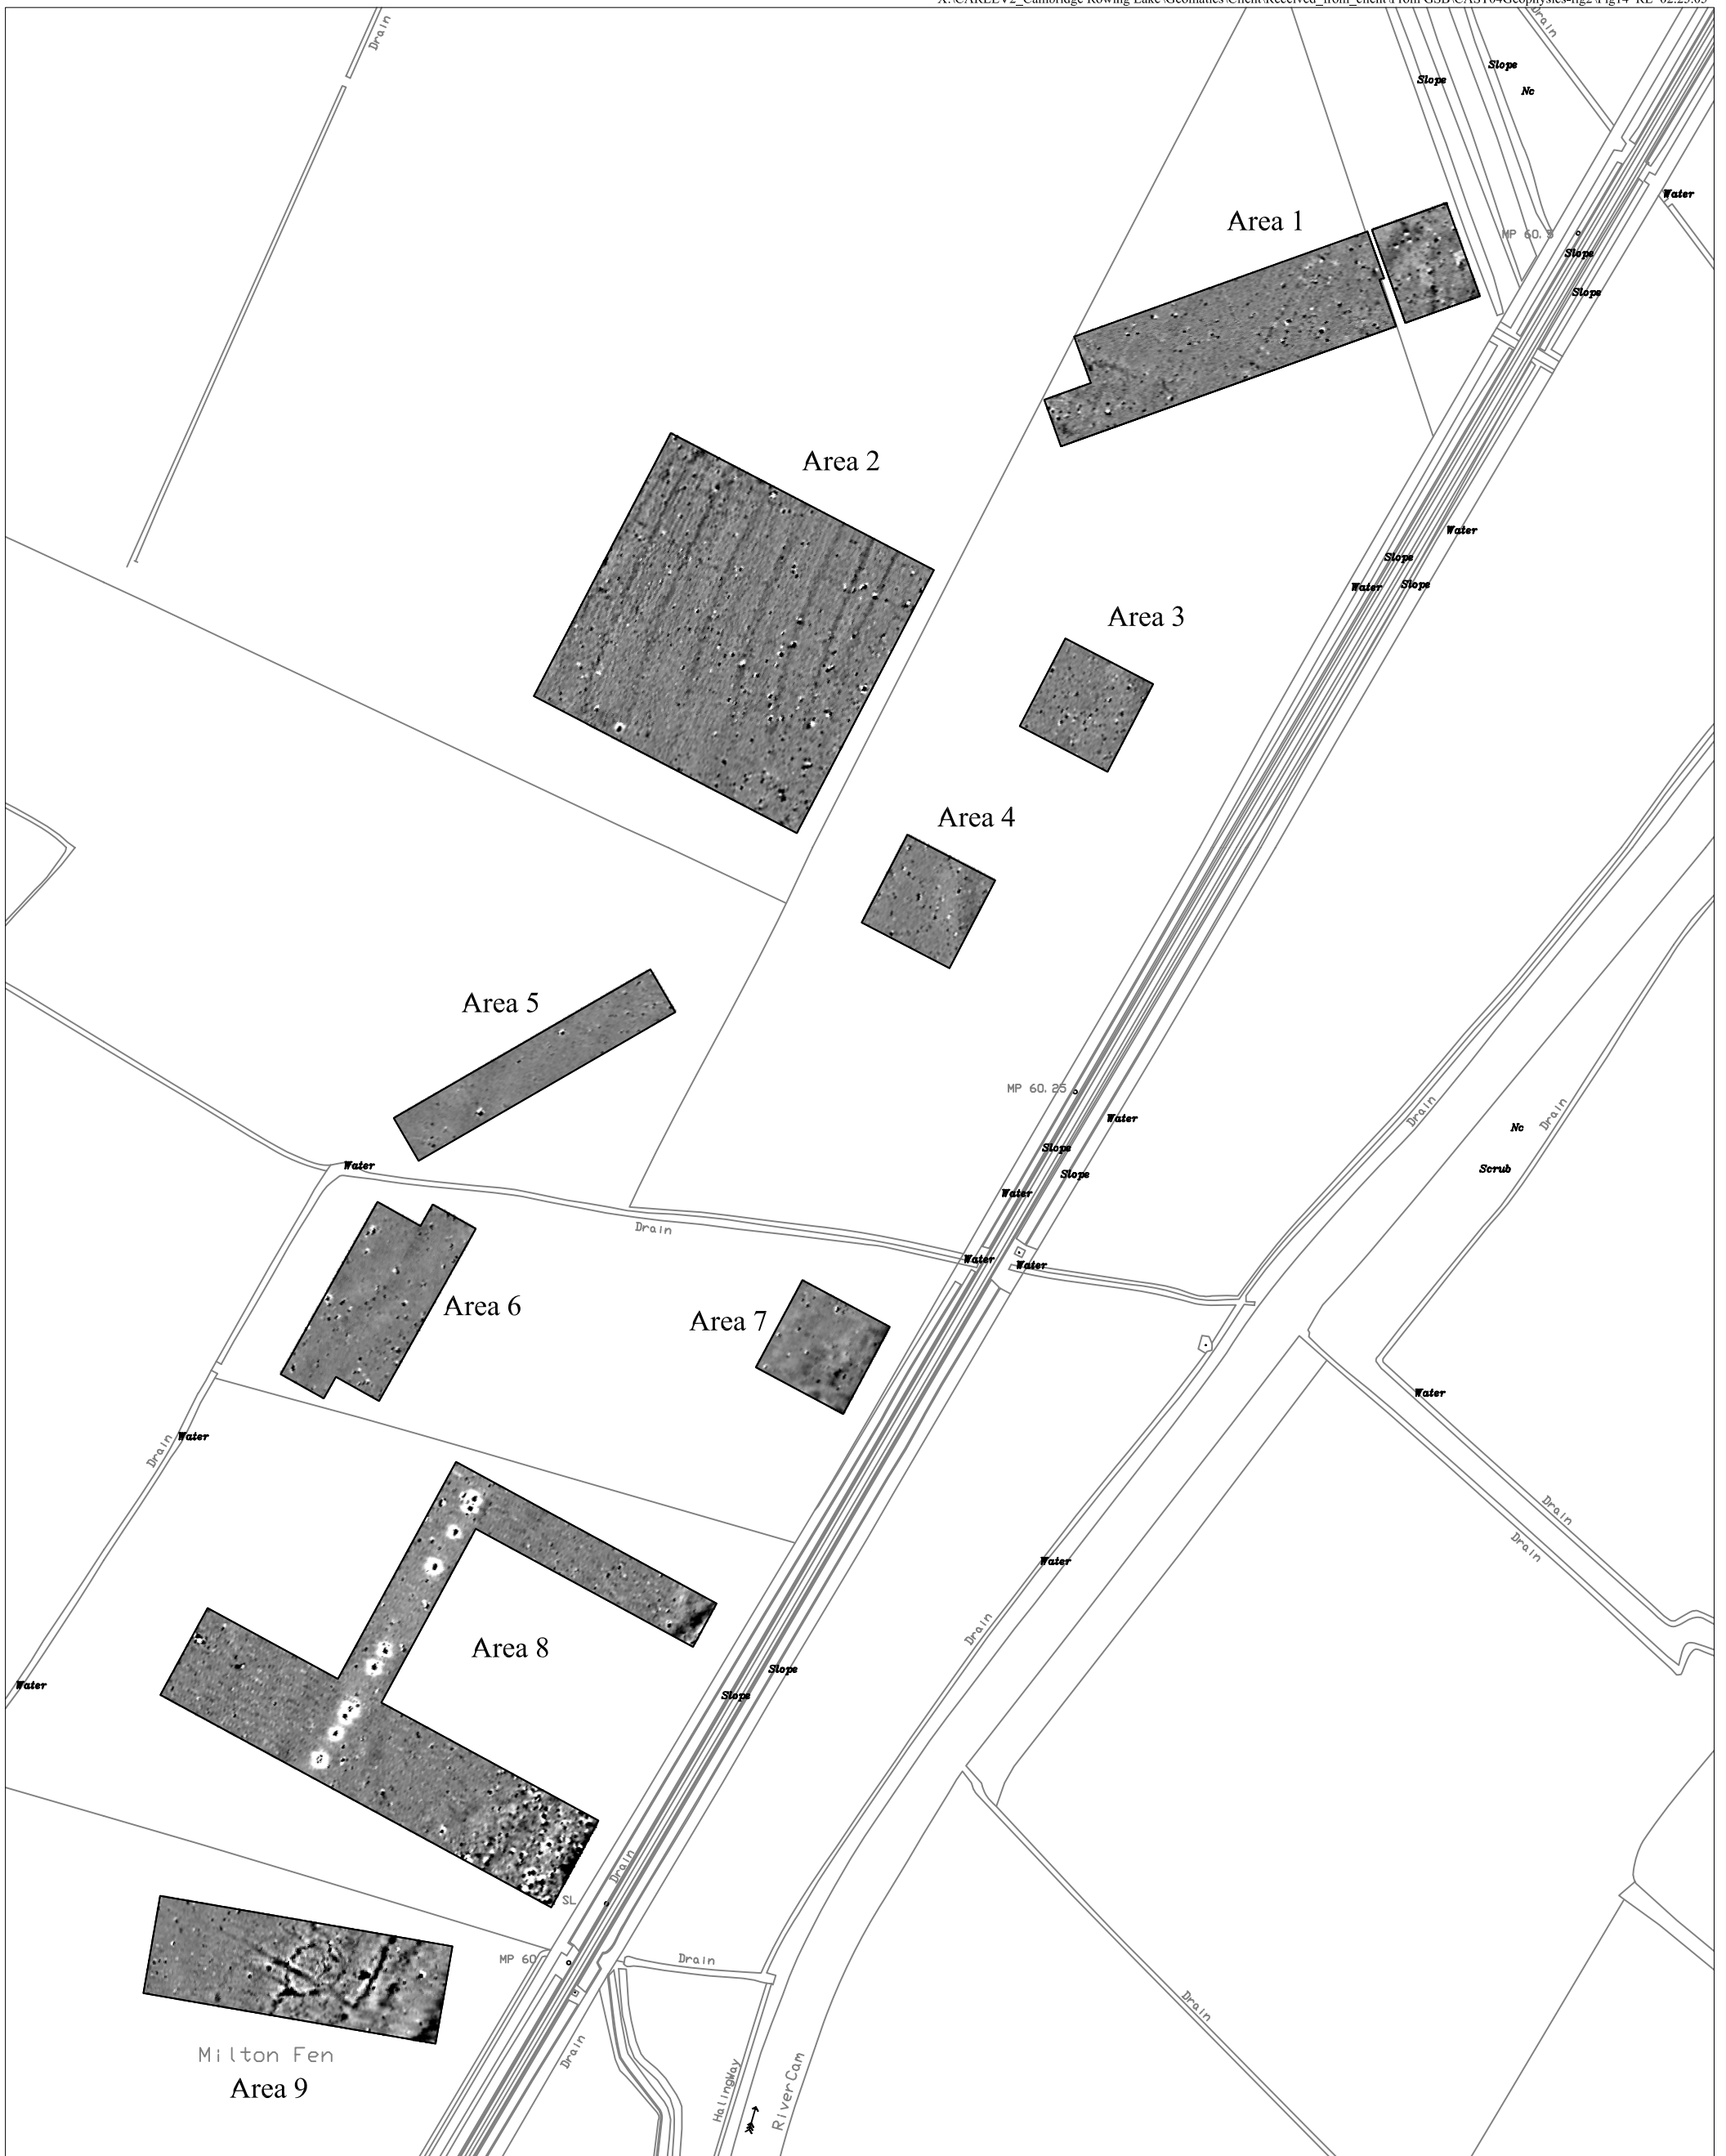 Drain
Drain
Slope
Slope
Nc
Water
Area 1
MP 60.5
Slope
Slope
Area 2
Water
Slope
Water
Slope
Area 3
Area 4
Area 5
MP 60.25
Water
Drain
Drain
Nc
Slope
Scrub
Water
Slope
Water
Drain
Water
Water
Area 6
Area 7
Water
Drain
Water
Drain
Drain
Water
Drain
Area 8
Slope
Water
Slope
Drain
SL
MP 60
Drain
Drain
Drain
Milton Fen
Area 9
HalingWay
RiverCam